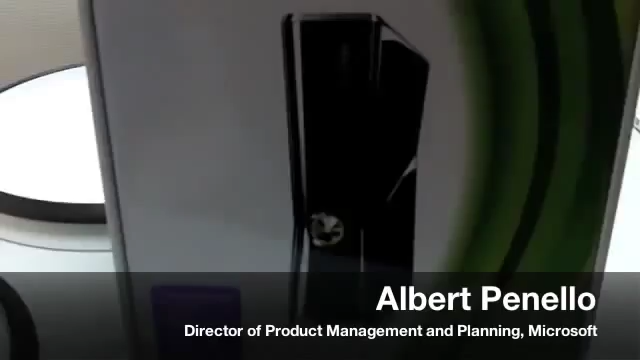 Albert Penello
Director of Product Management and Planning, Microsoft